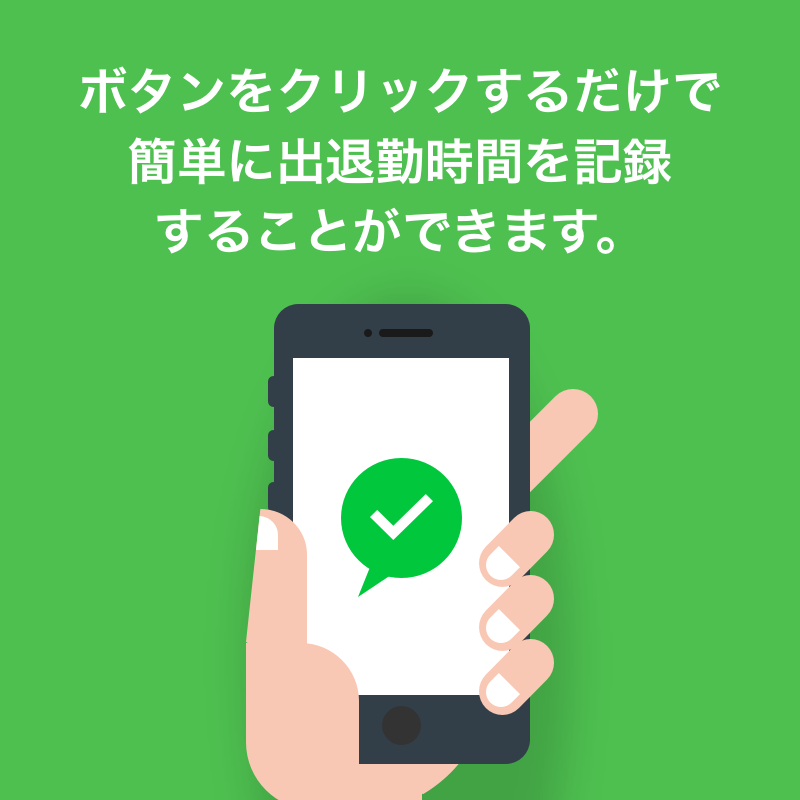 ボタンをクリックするだけで
簡単に出退勤時間を記録
することができます。